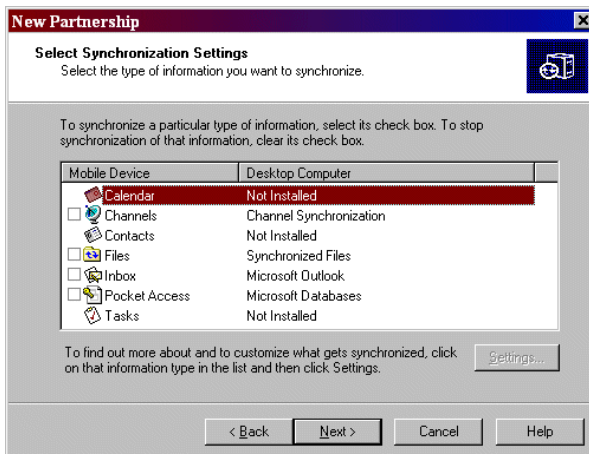 New Partnership
Select Synchronization Settings
Select the type of information you want to synchronize.
To synchronize a particular type of information, select its check box. To stop
synchronization of that information, clear its check box.
Mobile Device Desktop Computer
Calendar Not Installed
Channels Channel Synchronization
Contacts Not Installed
Files Synchronized Files
Inbox Microsoft Outlook
Pocket Access Microsoft Databases
Tasks Not Installed
To find out more about and to customize what gets synchronized, click
on that information type in the list and then click Settings.
Settings...
< Back Next > Cancel Help